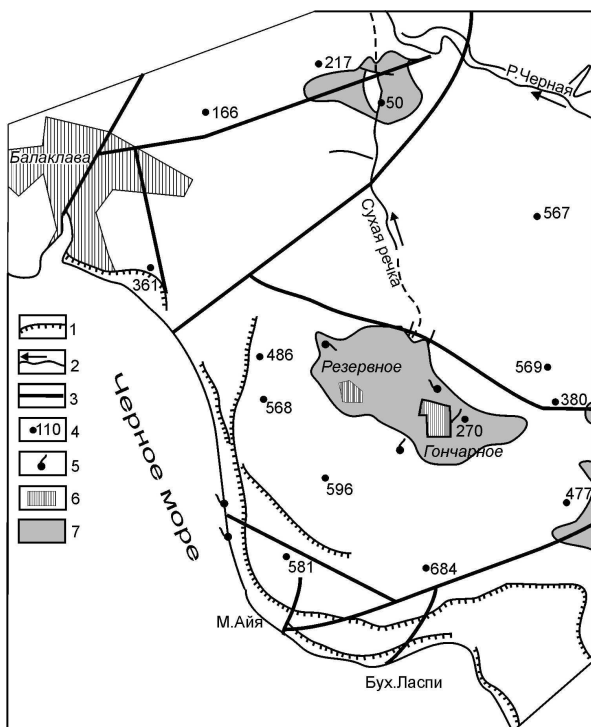 217
Р.Черная
50
166
Балаклава
Сухая речка
567
361
1
2
3
110 4
5
6
7
486
568
Резервное
569
380
270
Гончарное
Черное море
596
477
581
684
М.Айя
Бух.Ласпи